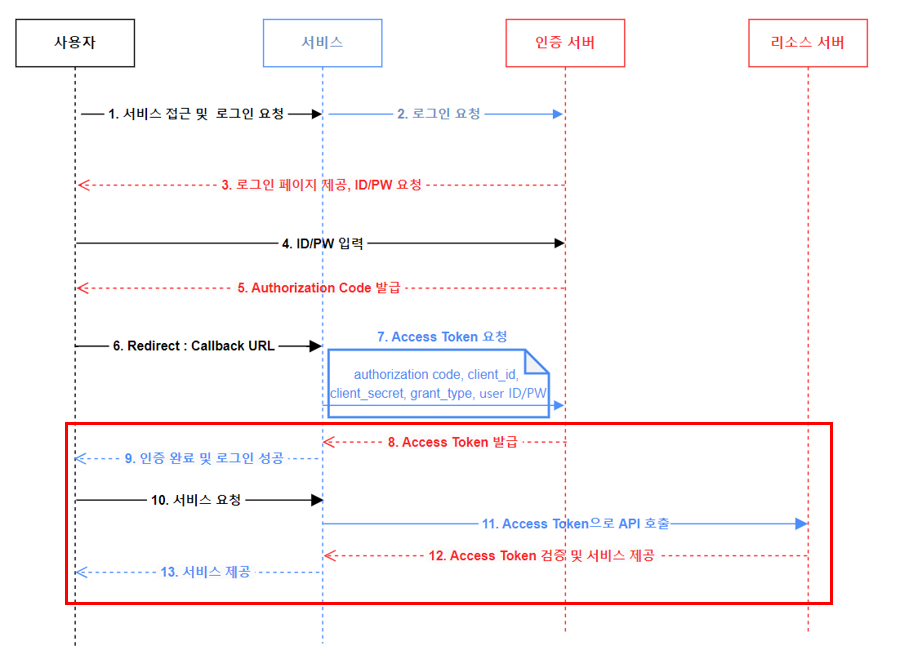 사용자
서비스
인증 서버
리소스 서버
1. 서비스 접근 및 로그인 요청
2. 로그인 요청
3. 로그인 페이지 제공, ID/PW 요청
4. ID/PW 입력
5. Authorization Code 발급
6. Redirect : Callback URL
7. Access Token 요청
authorization code, client_id,
client_secret, grant_type, user ID/PW
8. Access Token 발급
9. 인증 완료 및 로그인 성공
10. 서비스 요청
11. Access Token으로 API 호출
12. Access Token 검증 및 서비스 제공
13. 서비스 제공